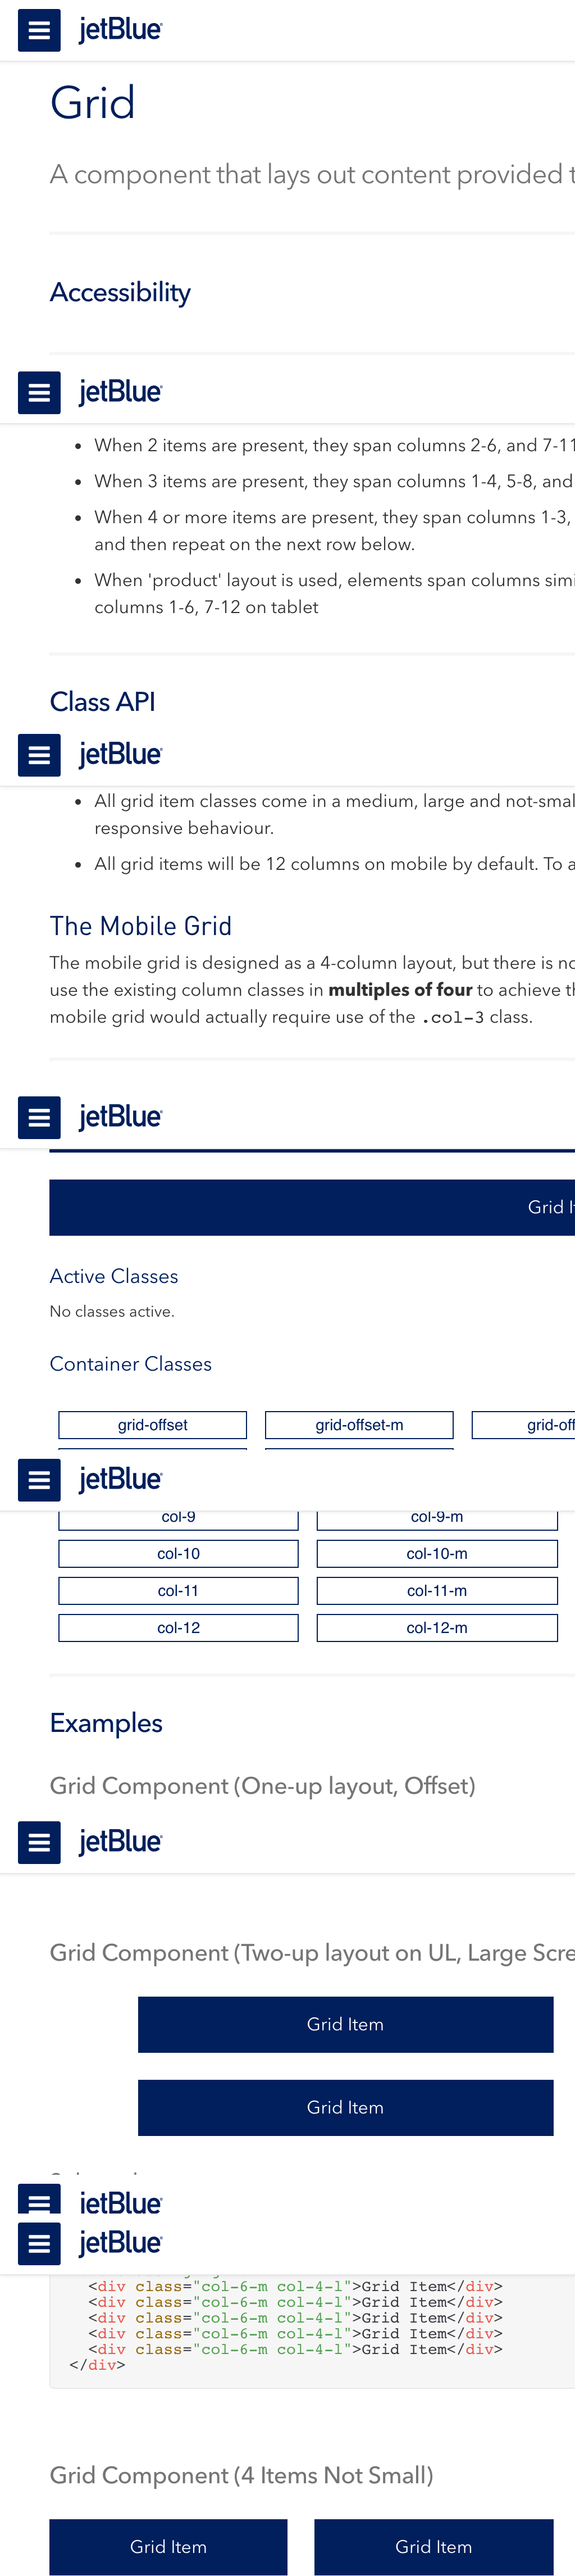 jetBlue
Grid
A component that lays out content provided
Accessibility
jetBlue
When 2 items are present, they span columns 2-6, and 7-11
When 3 items are present, they span columns 1-4, 5-8, and
When 4 or more items are present, they span columns 1-3,
and then repeat on the next row below.
When 'product' layout is used, elements span columns
columns 1-6, 7-12 on tablet
Class API
jetBlue
All grid item classes come in a medium, large and
responsive behaviour.
All grid items will be 12 columns on mobile by default. To
The Mobile Grid
The mobile grid is designed as a 4-column layout, but there is
use the existing column classes in multiples of four to achieve
mobile grid would actually require use of the .col-3 class.
jetBlue
Grid
Active Classes
No classes active.
Container Classes
grid-offset grid-offset-m
jetBlue
col-9 col-9-m
col-10 col-10-m
col-11 col-11-m
col-12 col-12-m
Examples
Grid Component (One-up layout, Offset)
jetBlue
Grid Component (Two-up layout on UL, Large
Grid Item
Grid Item
jetBlue
jetBlue
<div class="col-6-m col-4-l">Grid Item</div>
<div class="col-6-m col-4-l">Grid Item</div>
<div class="col-6-m col-4-l">Grid Item</div>
<div class="col-6-m col-4-l">Grid Item</div>
<div class="col-6-m col-4-l">Grid Item</div>
</div>
Grid Component (4 Items Not Small)
Grid Item Grid Item